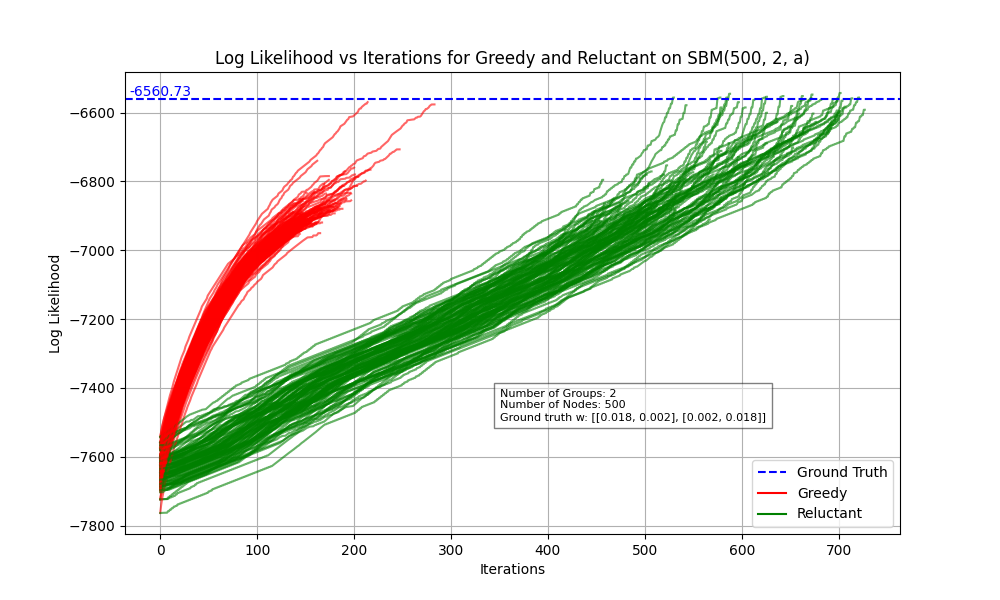 Log Likelihood vs Iterations for Greedy and Reluctant on SBM(500, 2, a)
-6560.73
−6600
−6800
−7000
−7200
−7400
−7600
−7800
Log Likelihood
Number of Groups: 2
Number of Nodes: 500
Ground truth w: [[0.018, 0.002], [0.002, 0.018]]
Ground Truth
Greedy
Reluctant
0 100 200 300 400 500 600 700
Iterations